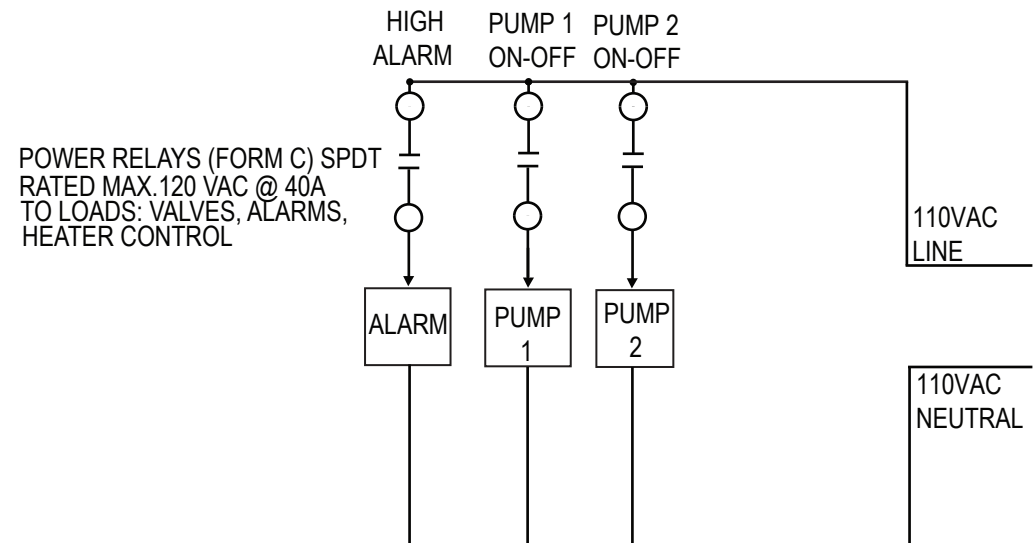 HIGH
ALARM
PUMP 1
ON-OFF
PUMP 2
ON-OFF
POWER RELAYS (FORM C) SPDT
RATED MAX.120 VAC @ 40A
TO LOADS: VALVES, ALARMS,
HEATER CONTROL
110VAC
LINE
ALARM
PUMP
1
PUMP
2
110VAC
NEUTRAL